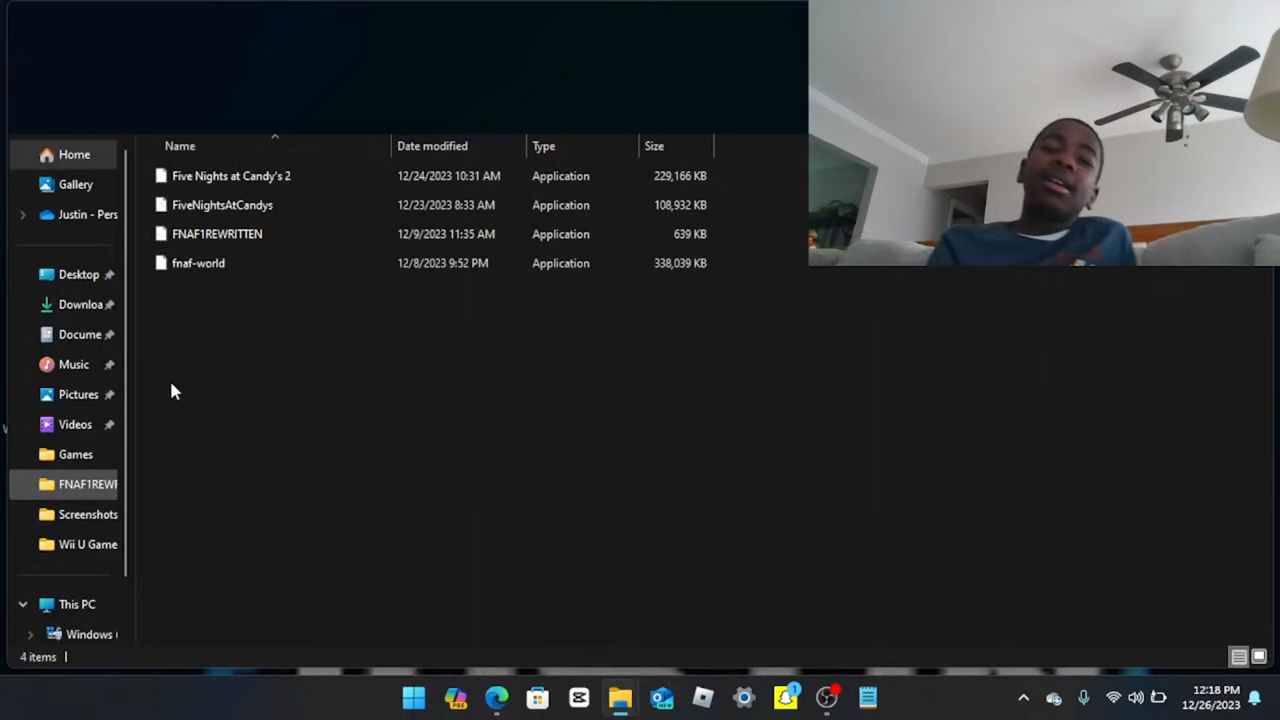 Name Date modified Type Size
Home
Five Nights at Candy's 2 12/24/2023 10:31 AM Application 229,166 KB
Gallery
FiveNightsAtCandys 12/23/2023 8:33 AM Application 108,932 KB
Justin - Pers
FNAF1REWRITTEN 12/9/2023 11:35 AM Application 639 KB
fnaf-world 12/8/2023 9:52 PM Application 338,039 KB
Desktop
Downloa
Docume
Music
Pictures
Videos
Games
FNAF1REWF
Screenshots
Wii U Game
This PC
Windows (
4 items
PRE
NEW
1
12:18 PM
12/26/2023